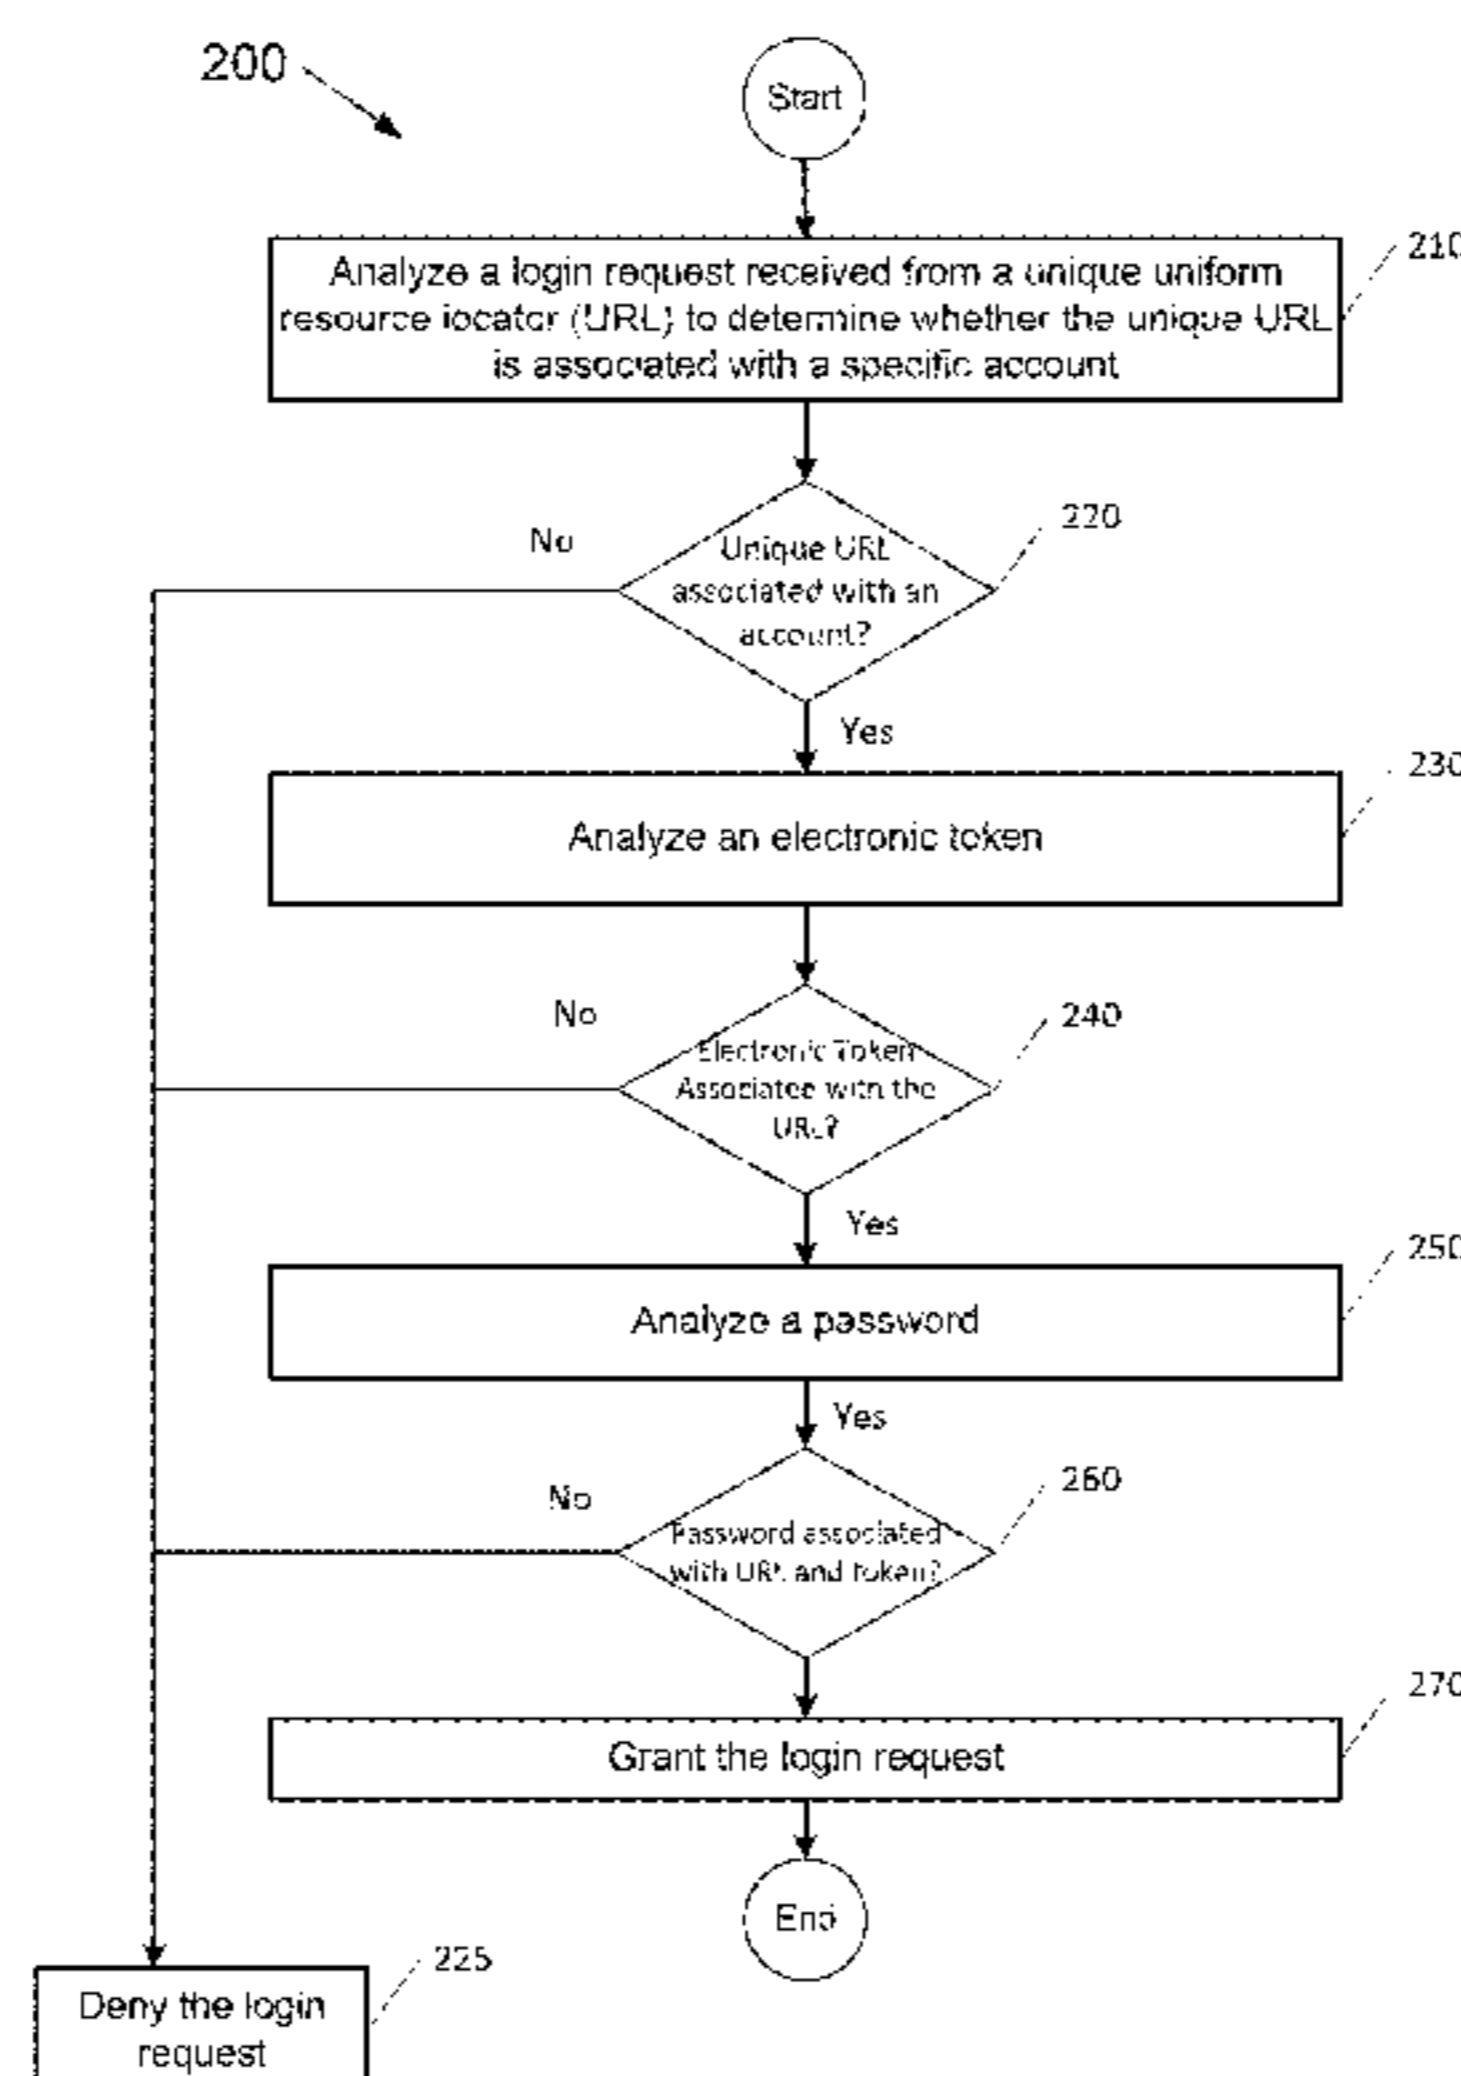 200
Start
210
Analyze a login request received from a unique uniform
resource locator (URL) to determine whether the unique URL
is associated with a specific account
220
No
Unique URL
associated with an
account?
Yes
230
Analyze an electronic token
No
240
Electronic Token
Associated with the
URL?
Yes
250
Analyze a password
Yes
No
260
Password associated
with URL and token?
270
Grant the login request
End
225
Deny the login
request